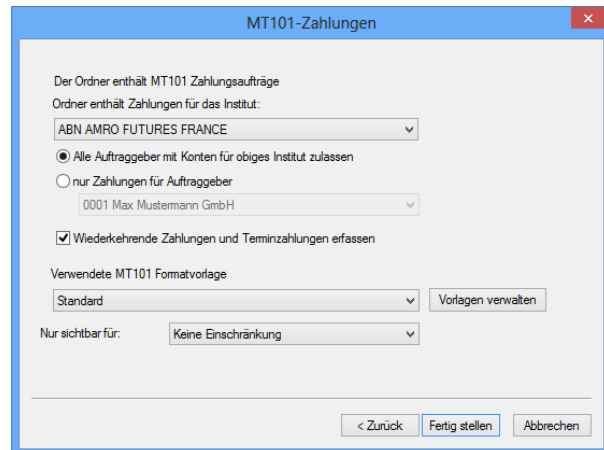 MT101-Zahlungen
Der Ordner enthält MT101 Zahlungsaufträge
Ordner enthält Zahlungen für das Institut:
ABN AMRO FUTURES FRANCE
Alle Auftraggeber mit Konten für obiges Institut zulassen
nur Zahlungen für Auftraggeber
0001 Max Mustermann GmbH
Wiederkehrende Zahlungen und Terminzahlungen erfassen
Verwendete MT101 Formatvorlage
Standard Vorlagen verwalten
Nur sichtbar für: Keine Einschränkung
< Zurück Fertig stellen Abbrechen